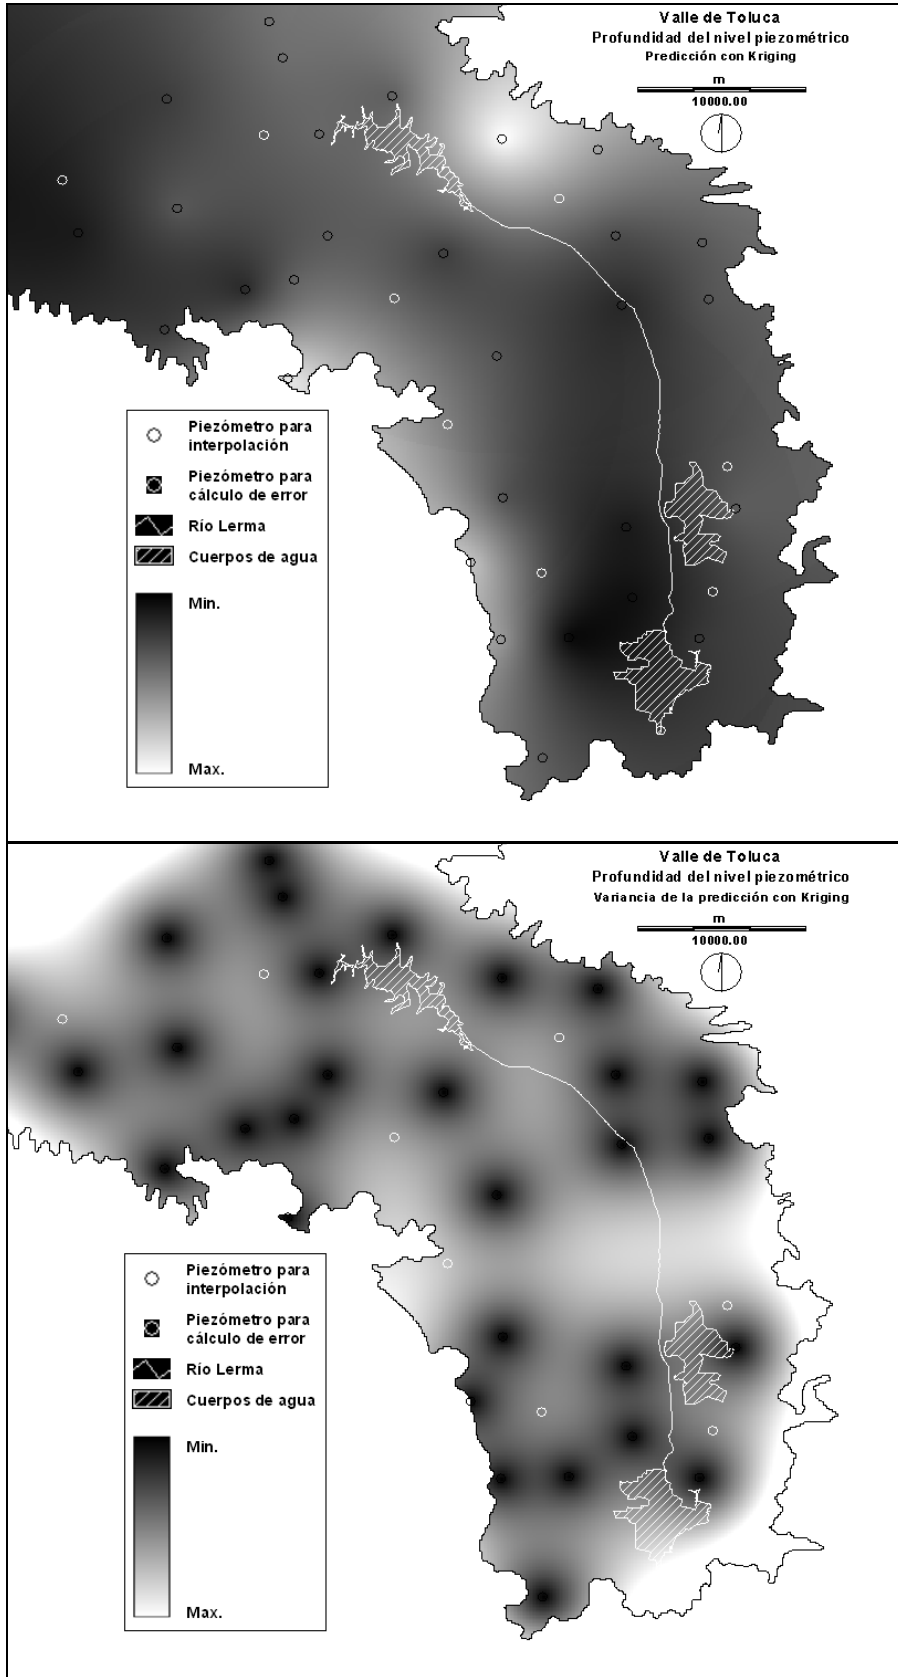 Valle de Toluca
Profundidad del nivel piezométrico
Predicción con Kriging
m
10000.00
Piezómetro para
interpolación
Piezómetro para
cálculo de error
Río Lerma
Cuerpos de agua
Min.
Max.
Valle de Toluca
Profundidad del nivel piezométrico
Varianza de la predicción con Kriging
m
10000.00
Piezómetro para
interpolación
Piezómetro para
cálculo de error
Río Lerma
Cuerpos de agua
Min.
Max.